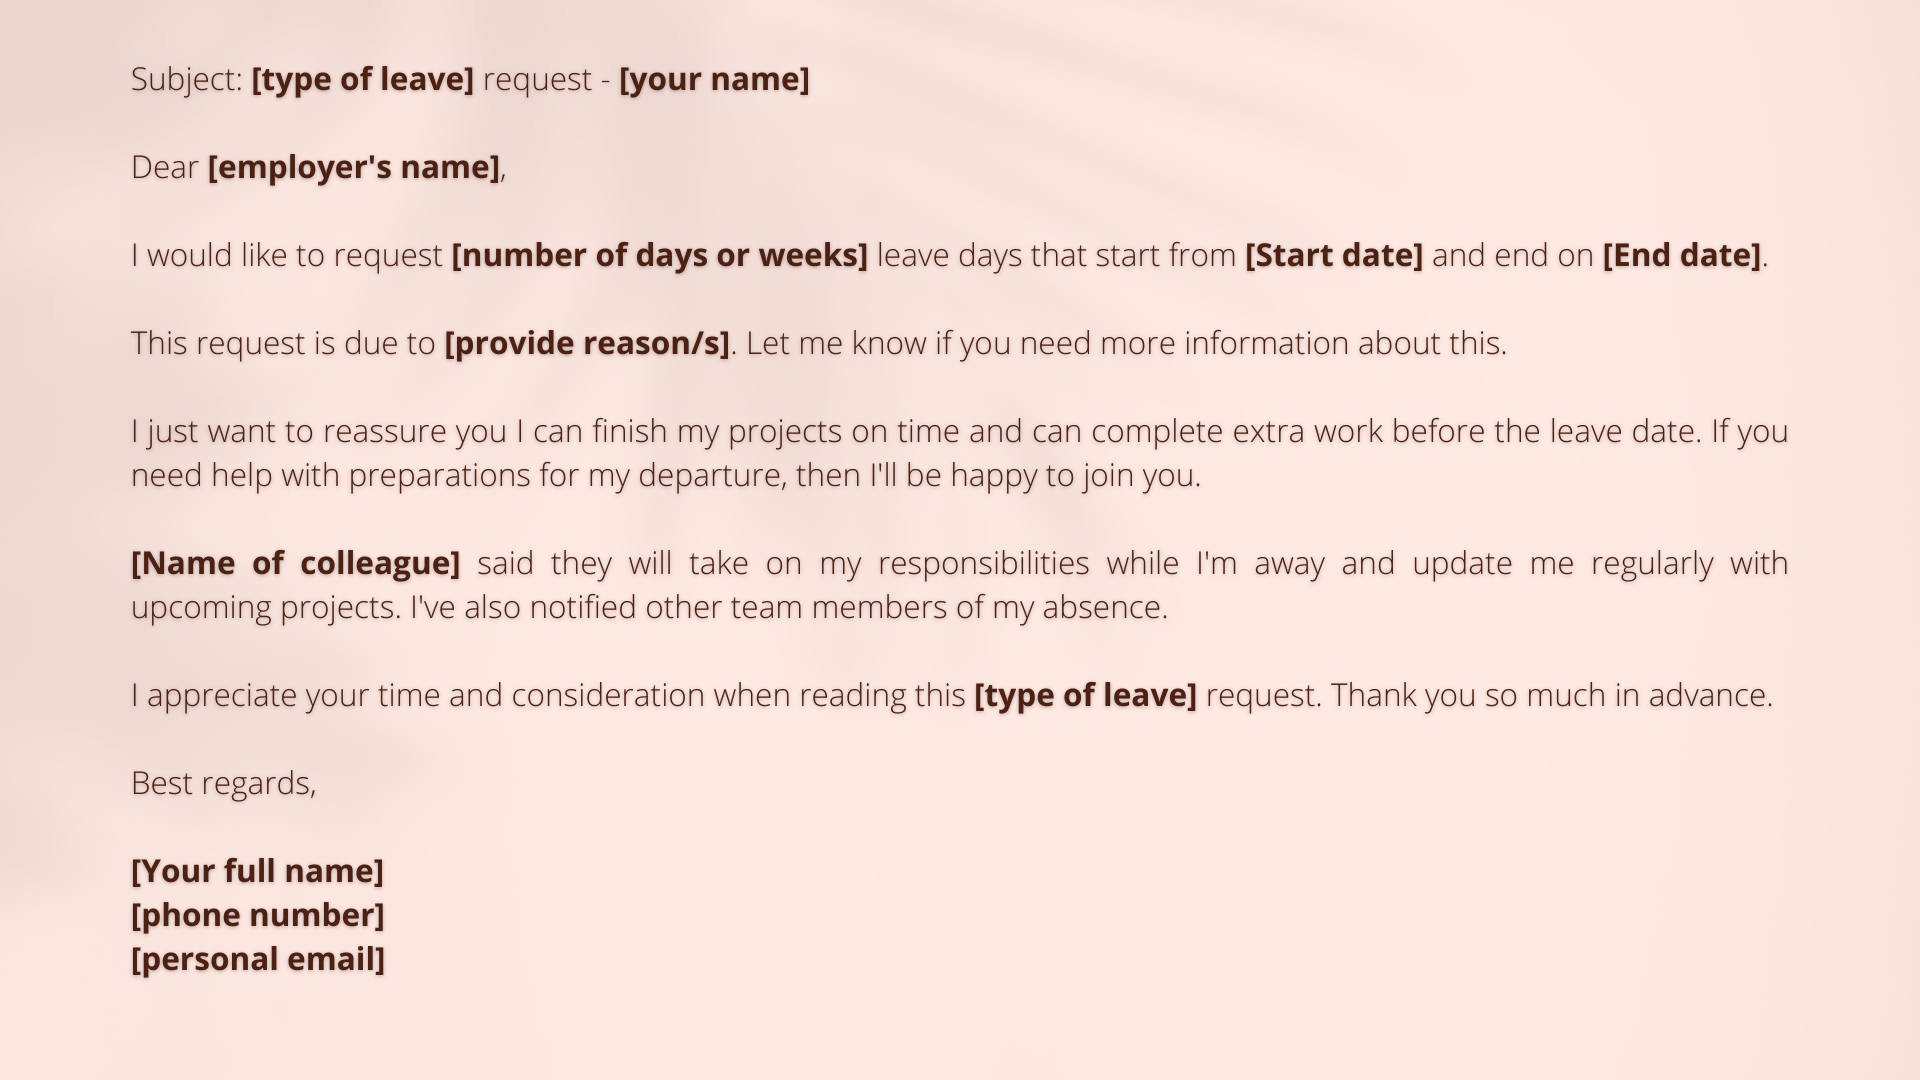 Subject: [type of leave] request - [your name]
Dear [employer's name],
I would like to request [number of days or weeks] leave days that start from [Start date] and end on [End date].
This request is due to [provide reason/s]. Let me know if you need more information about this.
I just want to reassure you I can finish my projects on time and can complete extra work before the leave date. If you
need help with preparations for my departure, then I'll be happy to join you.
[Name of colleague] said they will take on my responsibilities while I'm away and update me regularly with
upcoming projects. I've also notified other team members of my absence.
I appreciate your time and consideration when reading this [type of leave] request. Thank you so much in advance.
Best regards,
[Your full name]
[phone number]
[personal email]